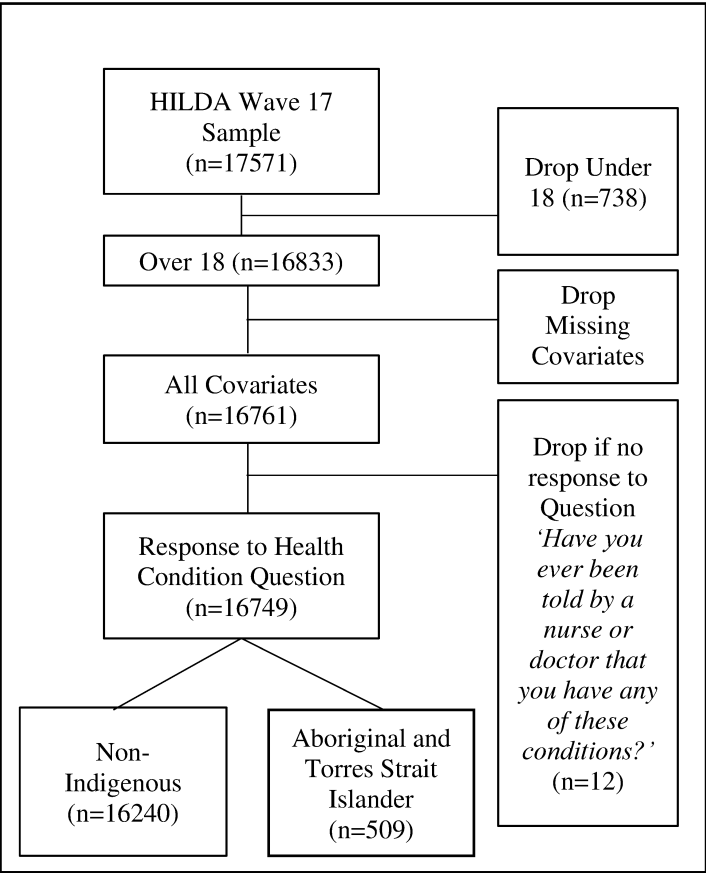 HILDA Wave 17
Sample
(n=17571)
Drop Under
18 (n=738)
Over 18 (n=16833)
Drop
Missing
Covariates
All Covariates
(n=16761)
Drop if no
response to
Question
‘Have you
ever been
told by a
nurse or
doctor that
you have any
of these
conditions?’
(n=12)
Response to Health
Condition Question
(n=16749)
Non-
Indigenous
(n=16240)
Aboriginal and
Torres Strait
Islander
(n=509)